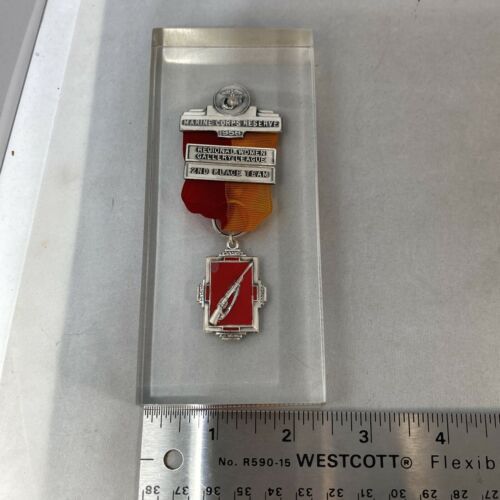 MARINE CORPS RESERVE
1958
REGIONAL WOMEN
GALLERY LEAGUE
2ND PLACE TEAM
1 2 3 4
No. R590-15 WESTCOTT® Flexib
38 37 36 35 34 33 32 31 30 29 28 27